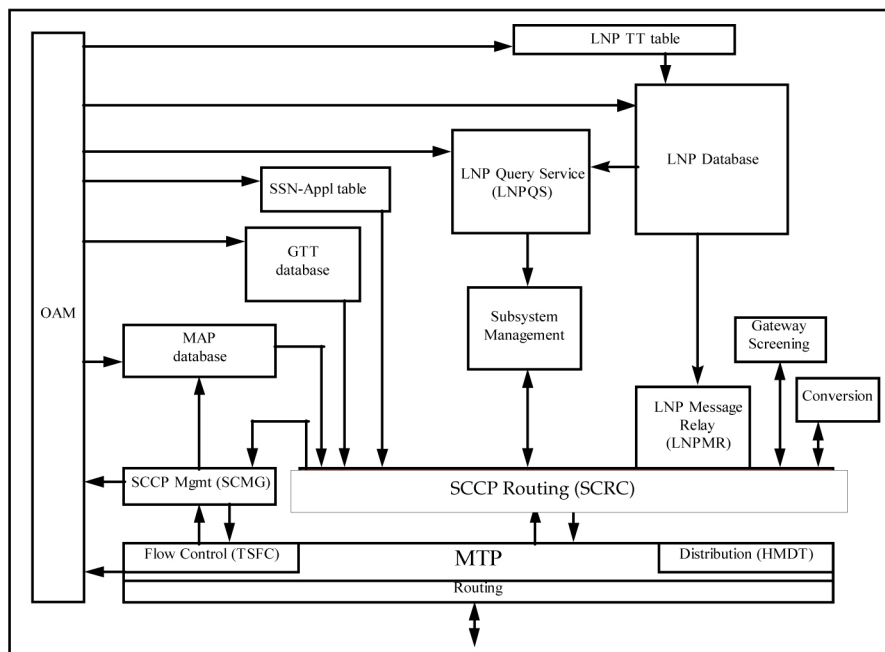 LNP TT table
LNP Database
LNP Query Service
(LNPQS)
SSN-Appl table
GTT
database
OAM
Subsystem
Management
MAP
database
Gateway
Screening
LNP Message
Relay
(LNPMR)
Conversion
SCCP Mgmt (SCMG)
SCCP Routing (SCRC)
Flow Control (TSFC)
MTP
Distribution (HMDT)
Routing